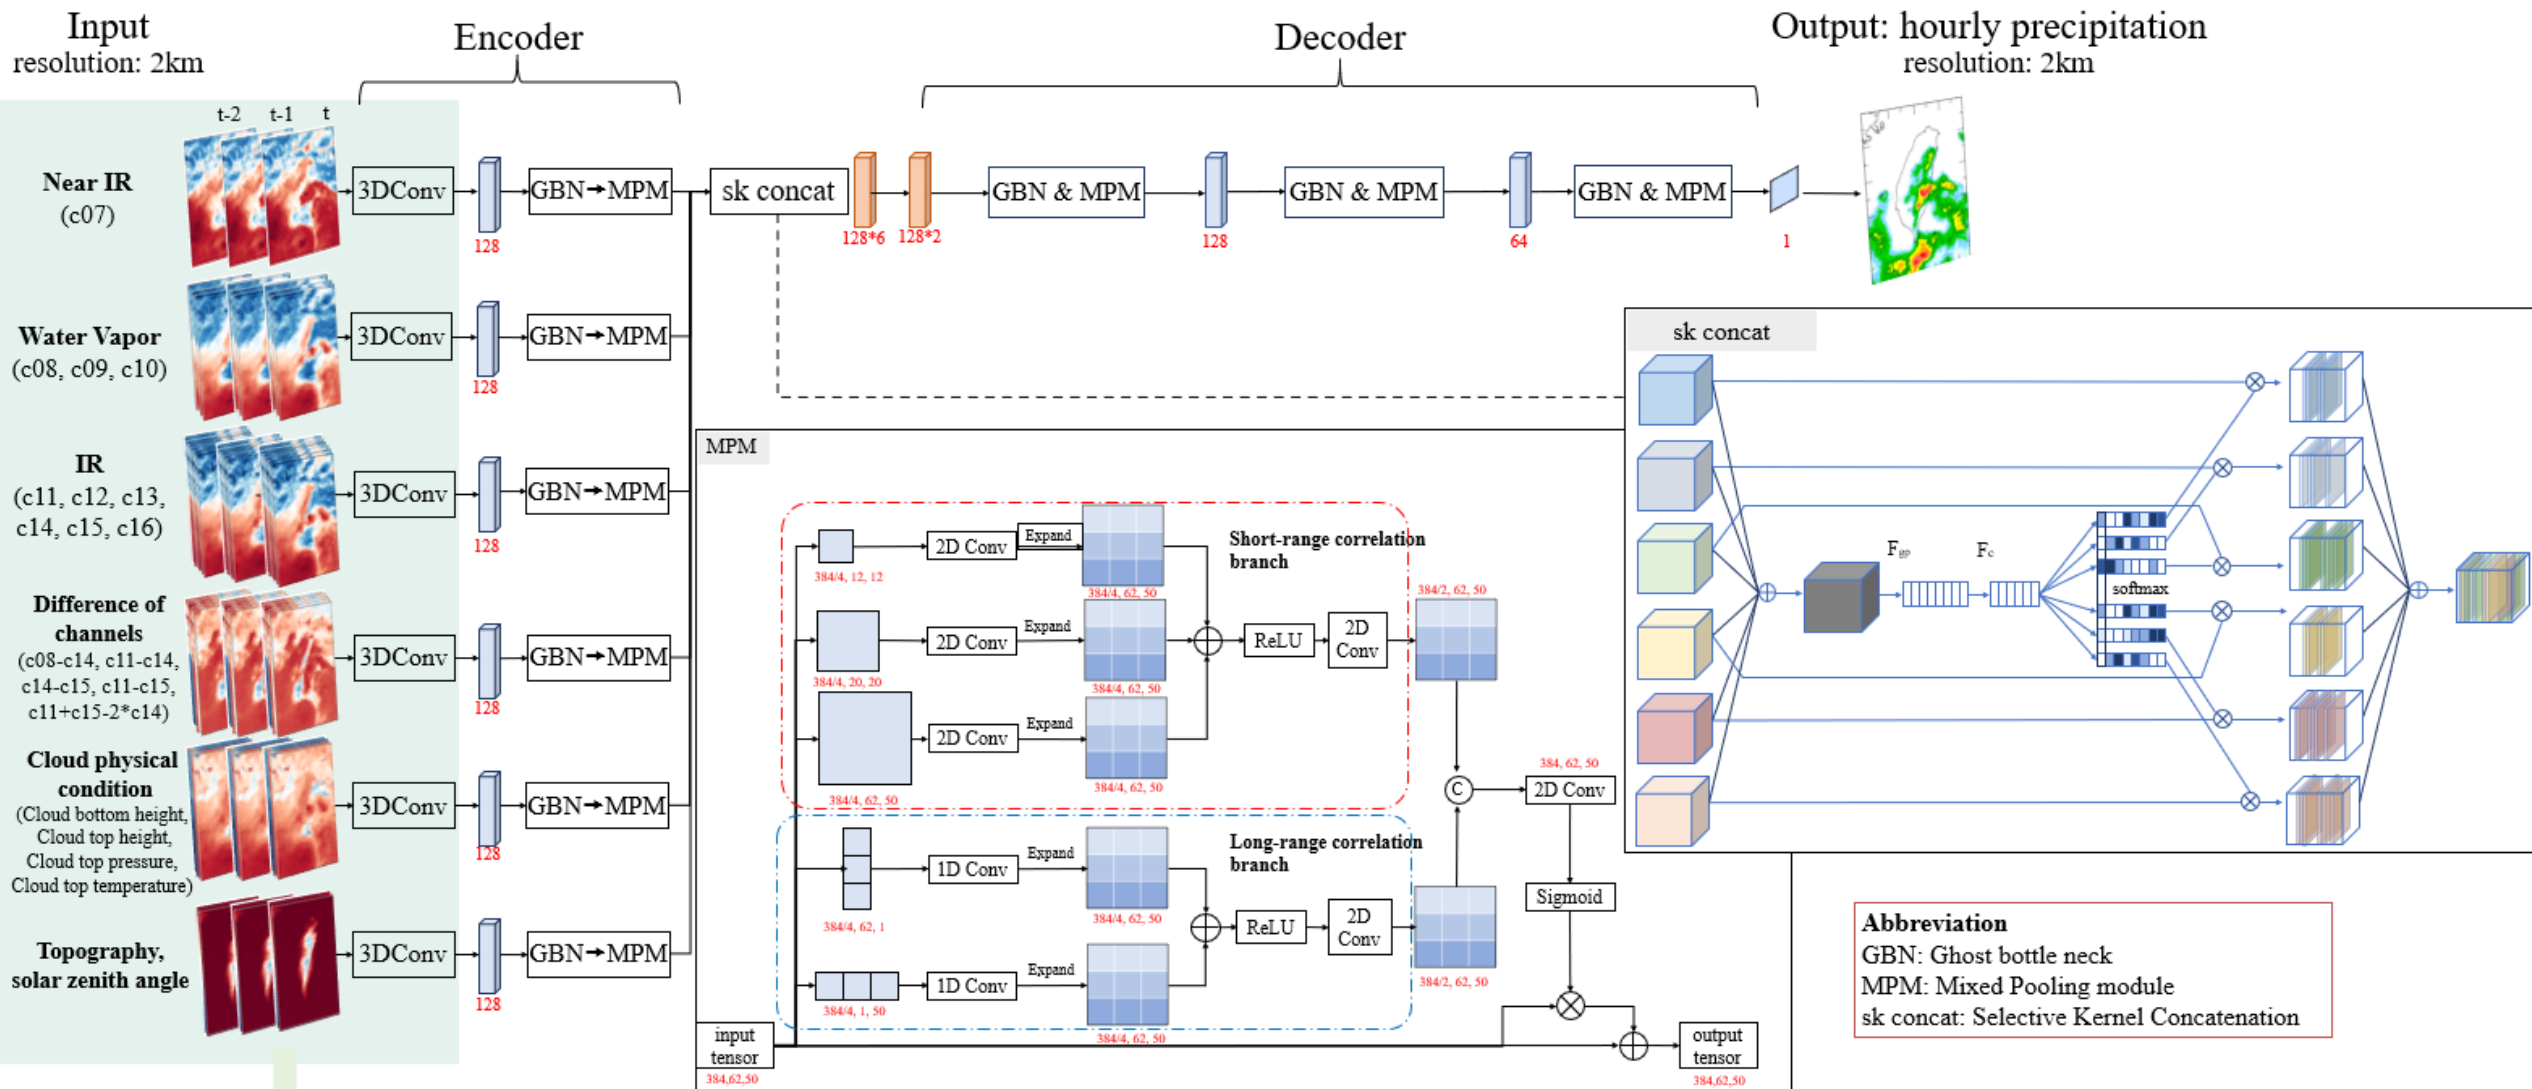 Input
resolution: 2km
Encoder
Decoder
Output: hourly precipitation
resolution: 2km
t-2
t-1
t
Near IR
(c07)
3DConv
128
GBN→MPM
sk concat
128*6
128*2
GBN & MPM
128
GBN & MPM
64
GBN & MPM
1
Water Vapor
(c08, c09, c10)
3DConv
128
GBN→MPM
IR
(c11, c12, c13,
c14, c15, c16)
3DConv
128
GBN→MPM
Difference of
channels
(c08-c14, c11-c14,
c14-c15, c11-c15,
c11+c15-2*c14)
3DConv
128
GBN→MPM
Cloud physical
condition
(Cloud bottom height,
Cloud top height,
Cloud top pressure,
Cloud top temperature)
3DConv
128
GBN→MPM
Topography,
solar zenith angle
3DConv
128
GBN→MPM
MPM
384/4, 12, 12
2D Conv
Expand
384/4, 62, 50
Short-range correlation
branch
384/4, 20, 20
2D Conv
Expand
384/4, 62, 50
ReLU
2D
Conv
384/2, 62, 50
384/4, 62, 50
2D Conv
Expand
384/4, 62, 50
384/4, 62, 1
1D Conv
Expand
384/4, 62, 50
Long-range correlation
branch
384/4, 1, 50
1D Conv
Expand
384/4, 62, 50
ReLU
2D
Conv
384/2, 62, 50
C
384, 62, 50
2D Conv
Sigmoid
input
tensor
384,62,50
output
tensor
384,62,50
sk concat
Fgp
Fc
softmax
Abbreviation
GBN: Ghost bottle neck
MPM: Mixed Pooling module
sk concat: Selective Kernel Concatenation